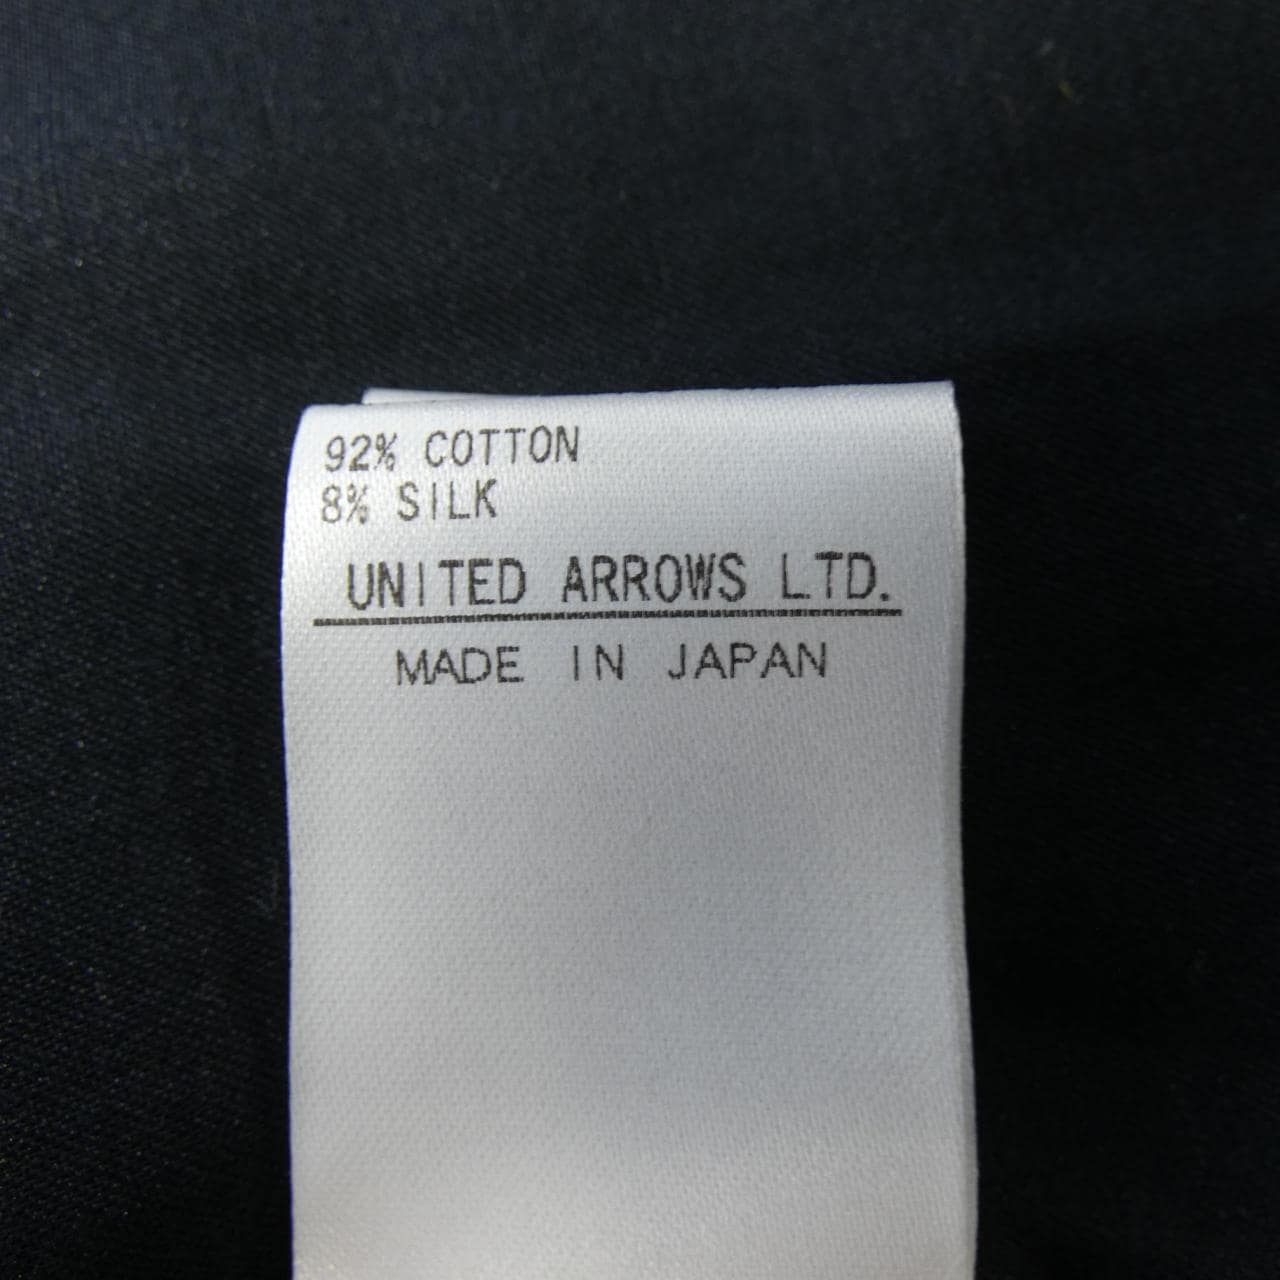 92% COTTON
8% SILK
UNITED ARROWS LTD.
MADE IN JAPAN